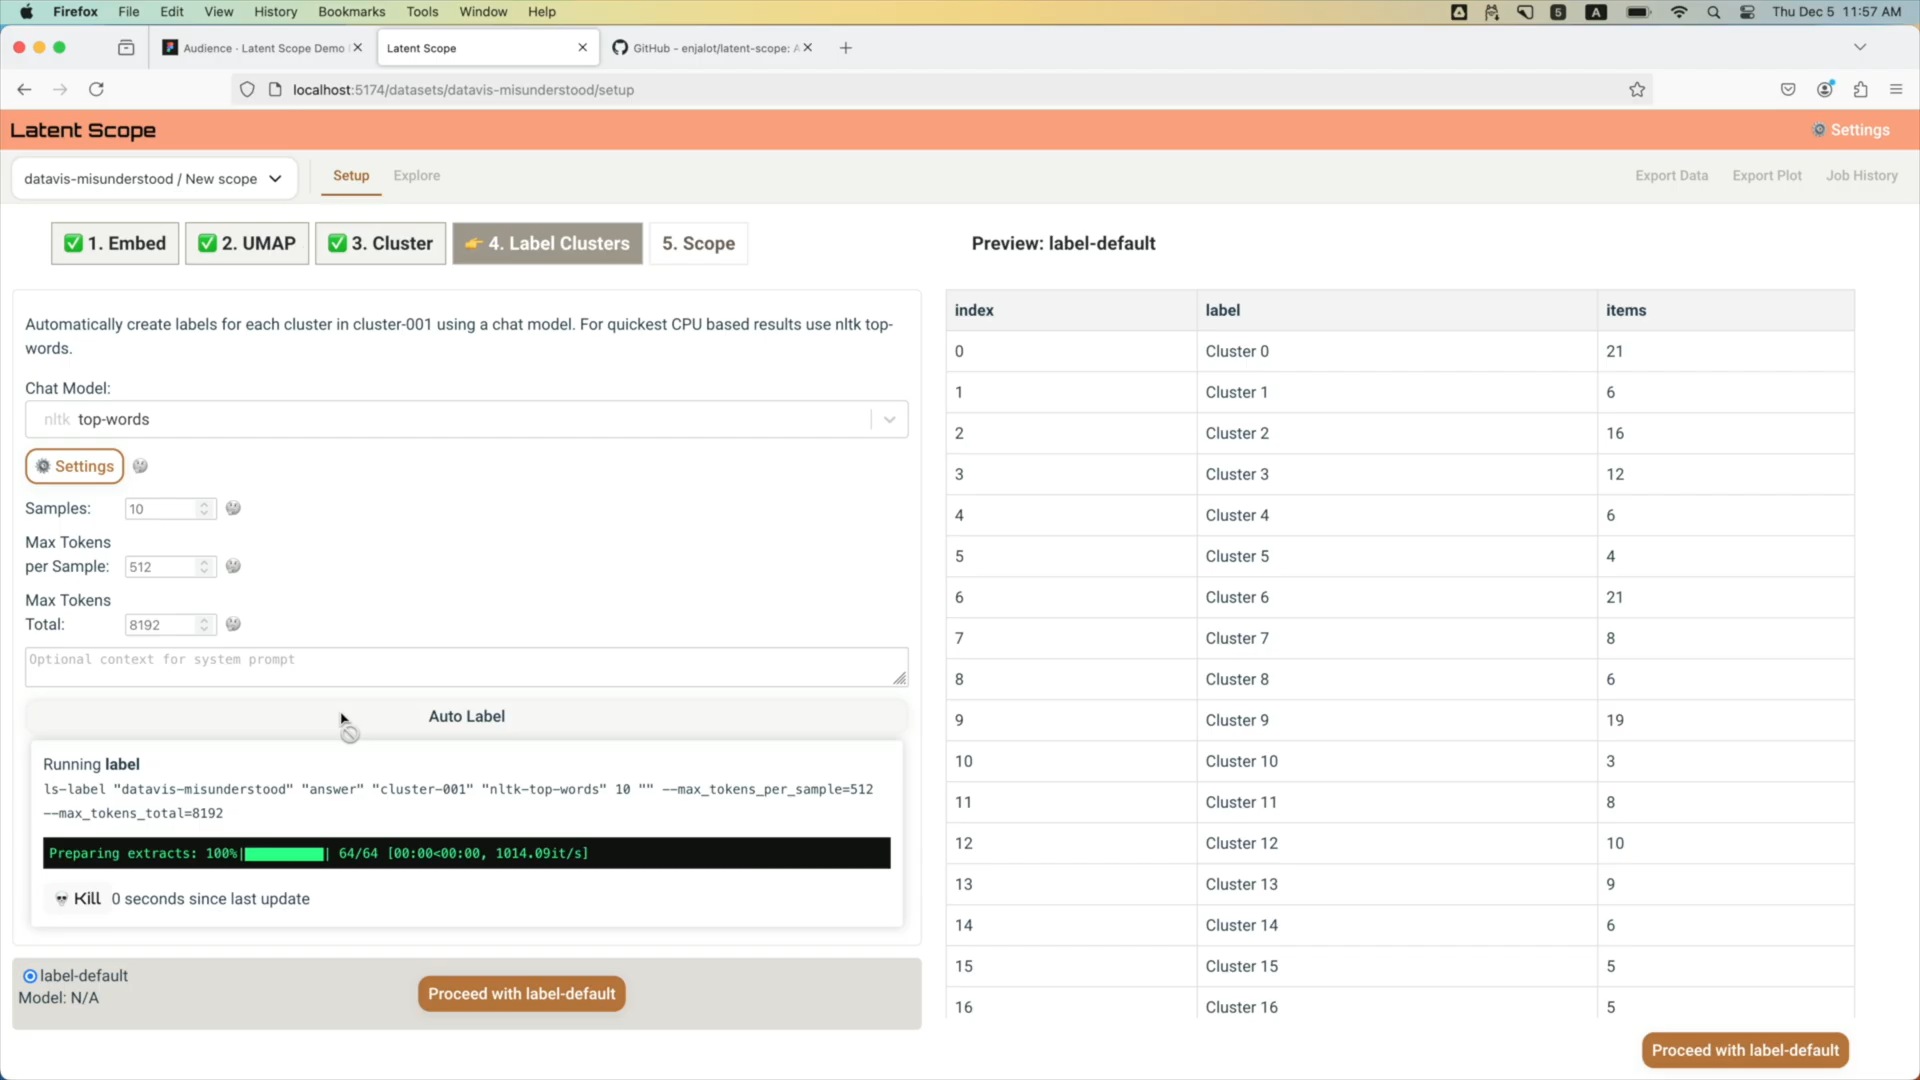 Firefox File Edit View History Bookmarks Tools Window Help
5 A Thu Dec 5 11:57 AM
Audience · Latent Scope Demo
Latent Scope
GitHub - enjalot/latent-scope: A
localhost:5174/datasets/datavis-misunderstood/setup
Latent Scope
Settings
datavis-misunderstood / New scope
Setup Explore
Export Data Export Plot Job History
1. Embed 2. UMAP 3. Cluster 4. Label Clusters 5. Scope
Automatically create labels for each cluster in cluster-001 using a chat model. For quickest CPU based results use nltk top-
words.
Chat Model:
nltk top-words
Settings
Samples: 10
Max Tokens
per Sample: 512
Max Tokens
Total: 8192
Optional context for system prompt
Auto Label
Running label
ls-label "datavis-misunderstood" "answer" "cluster-001" "nltk-top-words" 10 "" --max_tokens_per_sample=512
--max_tokens_total=8192
Preparing extracts: 100%| | 64/64 [00:00<00:00, 1014.09it/s]
Kill 0 seconds since last update
label-default
Model: N/A
Proceed with label-default
Preview: label-default
index label items
0 Cluster 0 21
1 Cluster 1 6
2 Cluster 2 16
3 Cluster 3 12
4 Cluster 4 6
5 Cluster 5 4
6 Cluster 6 21
7 Cluster 7 8
8 Cluster 8 6
9 Cluster 9 19
10 Cluster 10 3
11 Cluster 11 8
12 Cluster 12 10
13 Cluster 13 9
14 Cluster 14 6
15 Cluster 15 5
16 Cluster 16 5
Proceed with label-default